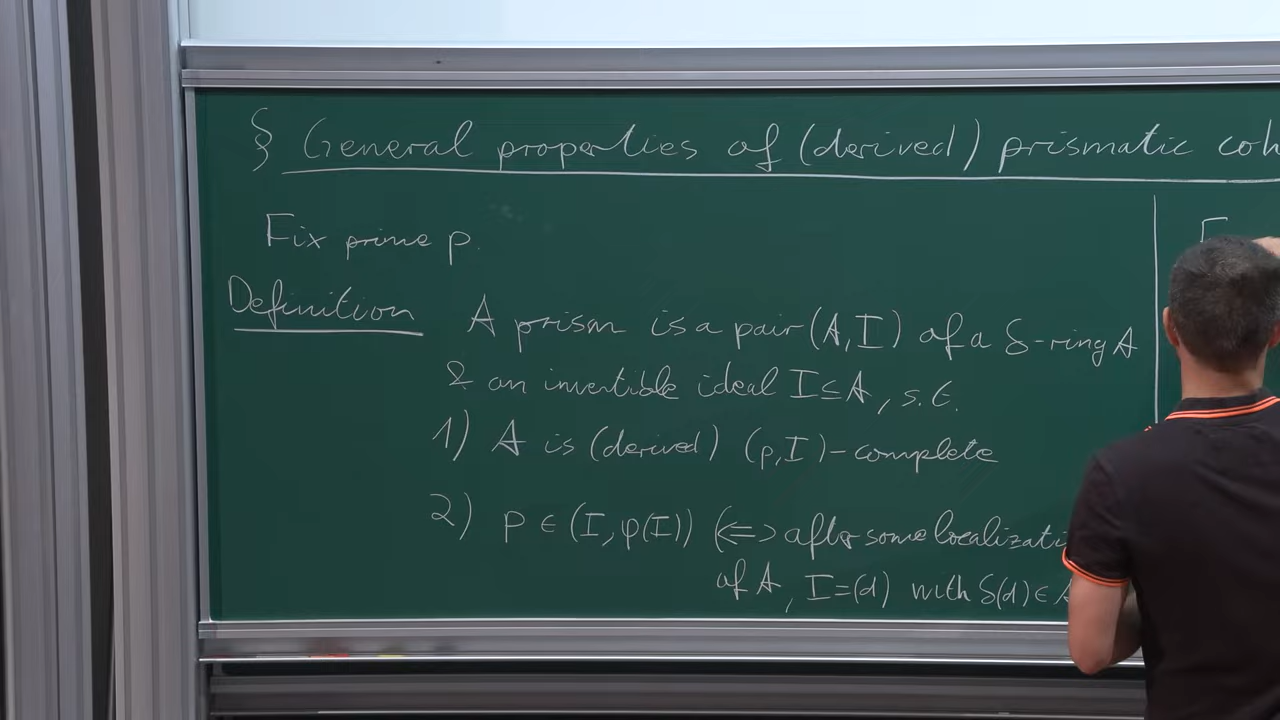 § General properties of (derived) prismatic coh
Fix prime p.
Definition A prism is a pair (A, I) of a δ-ring A
& an invertible ideal I ⊆ A, s.t.
1) A is (derived) (p, I)-complete
2) p ∈ (I, φ(I)) (⇔ after some localizati
of A, I=(d) with δ(d) ∈ A